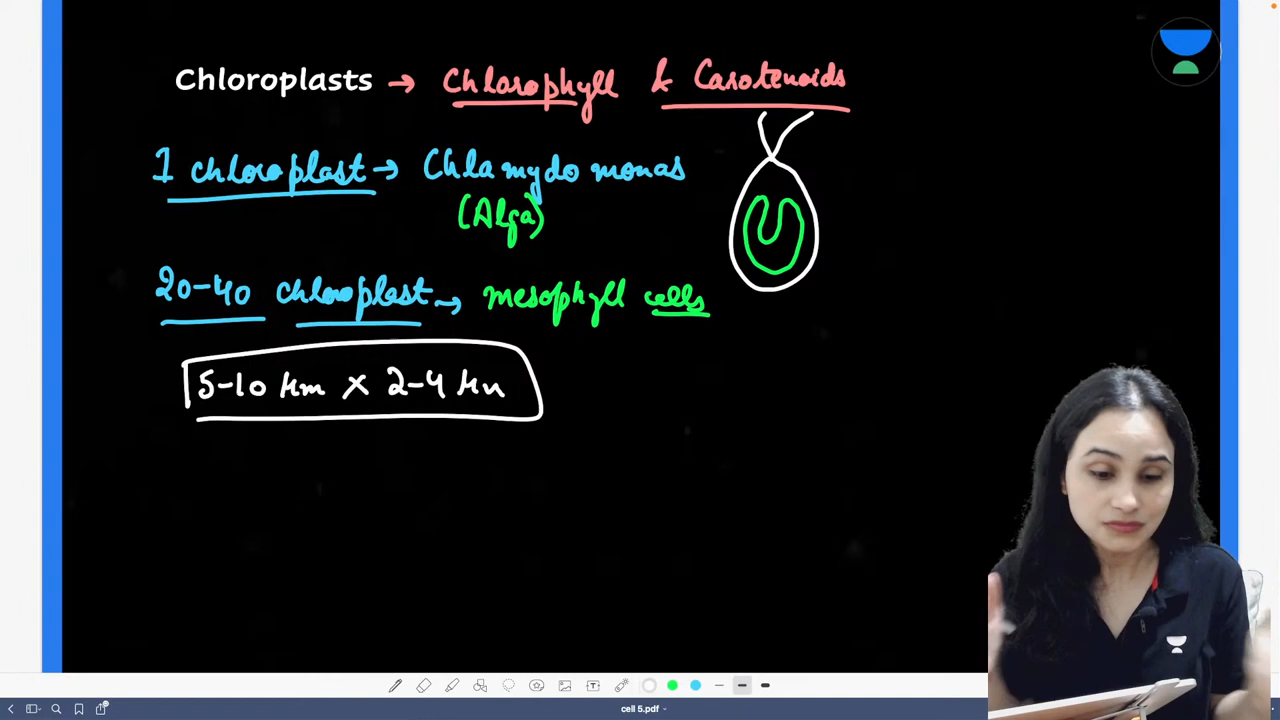 Chloroplasts → Chlorophyll & Carotenoids
1 chloroplast → Chlamydomonas
(Alga)
20-40 chloroplast → mesophyll cells
5-10 μm × 2-4 μm
cell 5.pdf